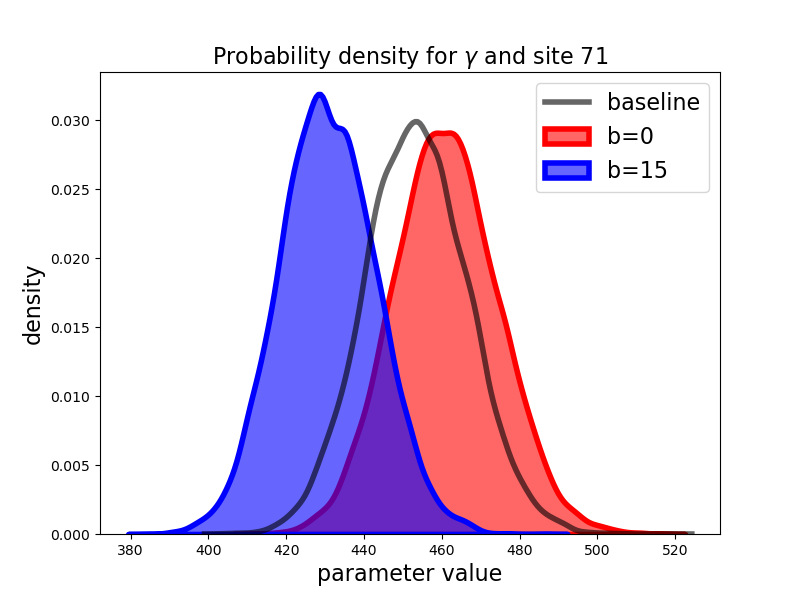 Probability density for γ and site 71
baseline
b=0
b=15
density
0.030
0.025
0.020
0.015
0.010
0.005
0.000
380 400 420 440 460 480 500 520
parameter value